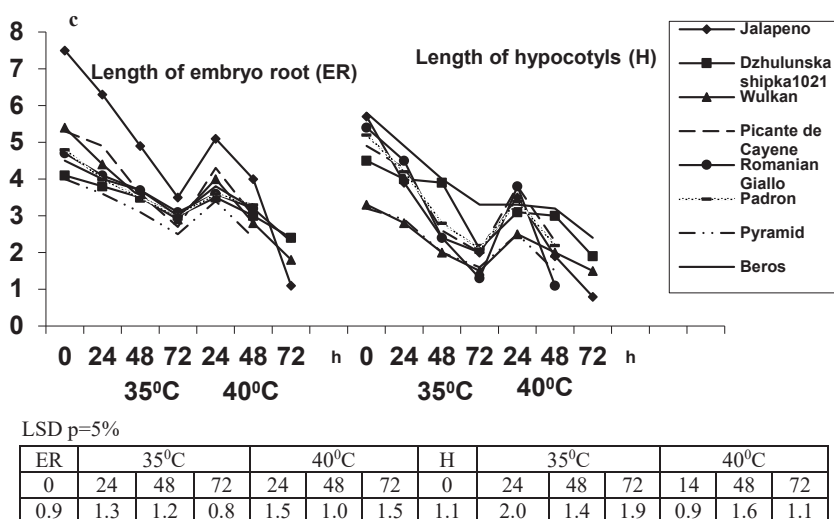 c
8
7
6
5
4
3
2
1
0
Length of embryo root (ER)
Length of hypocotyls (H)
0 24 48 72 24 48 72 h 0 24 48 72 24 48 72 h
35⁰C 40⁰C 35⁰C 40⁰C
Jalapeno
Dzhulunska
shipka1021
Wulkan
Picante de
Cayene
Romanian
Giallo
Padron
Pyramid
Beros
LSD p=5%
ER 35⁰C 40⁰C H 35⁰C 40⁰C
0 24 48 72 24 48 72 0 24 48 72 14 48 72
0.9 1.3 1.2 0.8 1.5 1.0 1.5 1.1 2.0 1.4 1.9 0.9 1.6 1.1